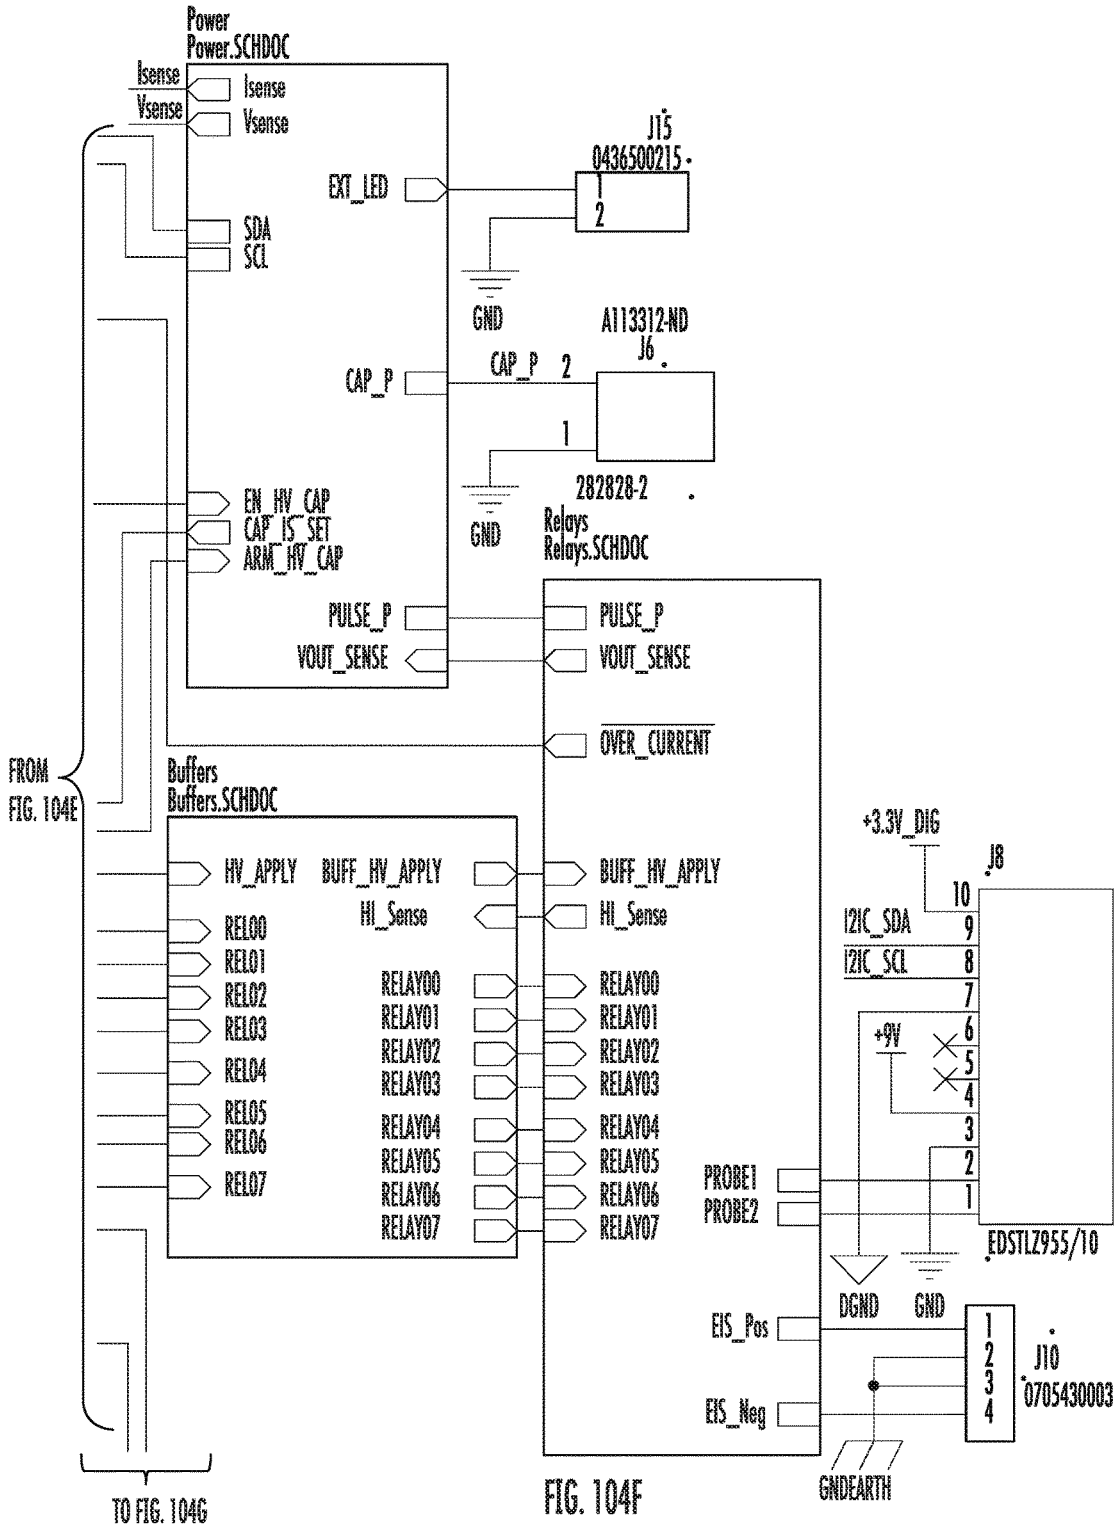 Power
Power.SCHDOC
Isense
Isense
Vsense
Vsense
J15
0436500215
EXT_LED
1
2
SDA
SCL
GND
A113312-ND
J6
CAP_P
CAP_P
2
1
282828-2
GND
EN_HV_CAP
CAP_IS_SET
ARM_HV_CAP
Relays
Relays.SCHDOC
PULSE_P
PULSE_P
VOUT_SENSE
VOUT_SENSE
OVER_CURRENT
FROM
FIG. 104E
Buffers
Buffers.SCHDOC
HV_APPLY
BUFF_HV_APPLY
BUFF_HV_APPLY
HI_Sense
HI_Sense
REL00
REL01
REL02
REL03
REL04
REL05
REL06
REL07
RELAY00
RELAY01
RELAY02
RELAY03
RELAY04
RELAY05
RELAY06
RELAY07
RELAY00
RELAY01
RELAY02
RELAY03
RELAY04
RELAY05
RELAY06
RELAY07
+3.3V_DIG
J8
10
I2IC_SDA
9
I2IC_SCL
8
7
+9V
6
5
4
3
2
1
PROBE1
PROBE2
EDSTLZ955/10
DGND
GND
EIS_Pos
EIS_Neg
1
2
3
4
J10
0705430003
GNDEARTH
TO FIG. 104G
FIG. 104F